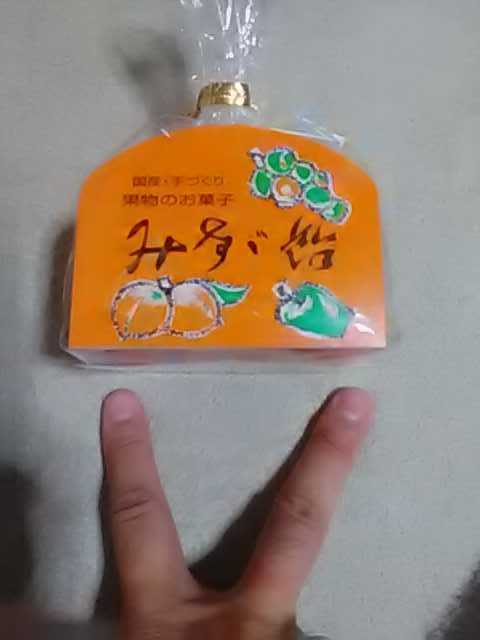 国産・手づくり
果物のお菓子
みすゞ飴